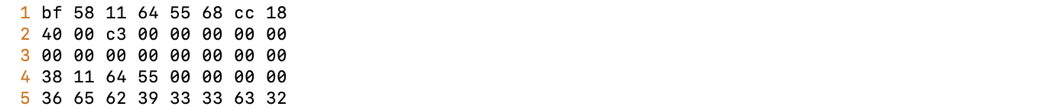 1 bf 58 11 64 55 68 cc 18
2 40 00 c3 00 00 00 00 00
3 00 00 00 00 00 00 00 00
4 38 11 64 55 00 00 00 00
5 36 65 62 39 33 33 63 32